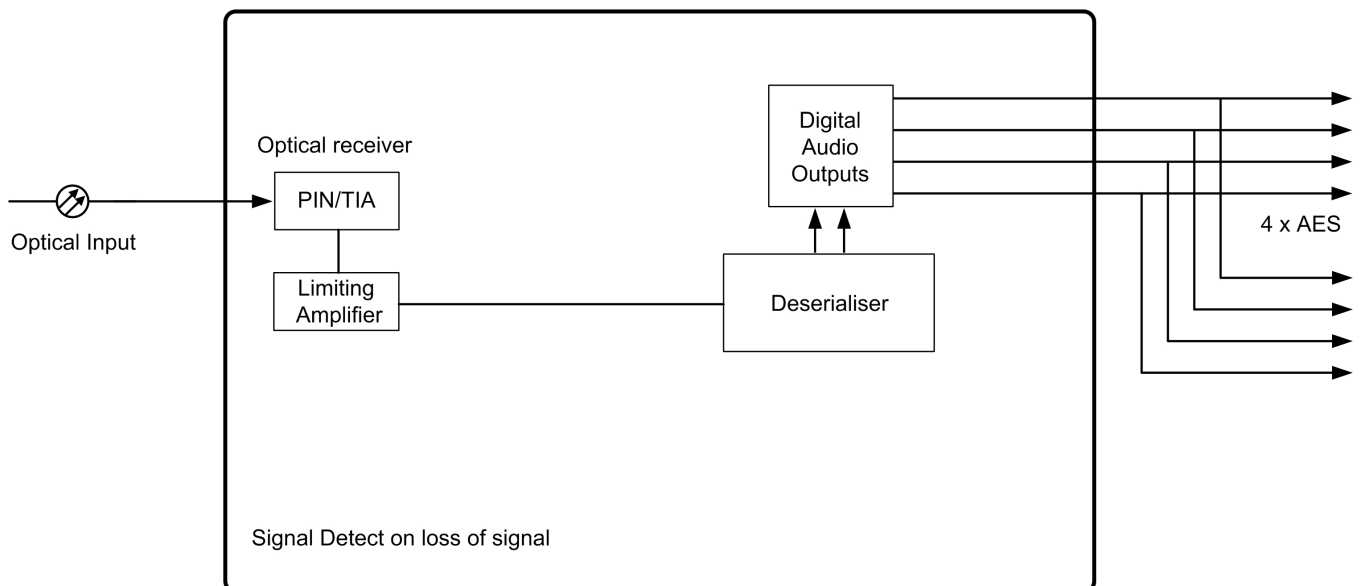 Optical Input
Optical receiver
PIN/TIA
Limiting
Amplifier
Digital
Audio
Outputs
Deserialiser
4 x AES
Signal Detect on loss of signal